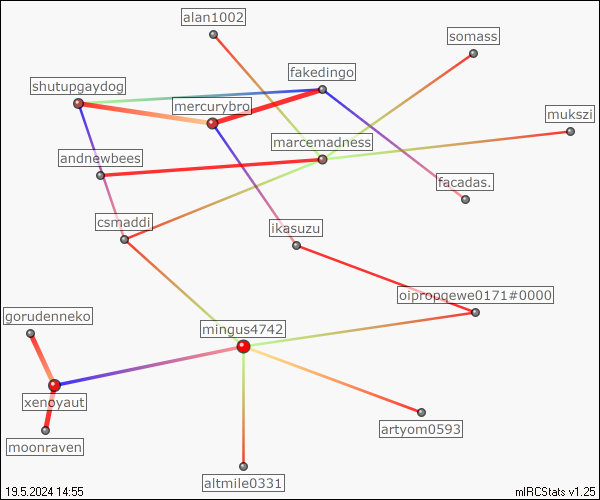 alan1002
somass
fakedingo
shutupgaydog
mercurybro
mukszi
marcemadness
andnewbees
facadas.
csmaddi
ikasuzu
oipropqewe0171#0000
gorudenneko
mingus4742
xenoyaut
artyom0593
moonraven
altmile0331
19.5.2024 14:55
mIRCStats v1.25